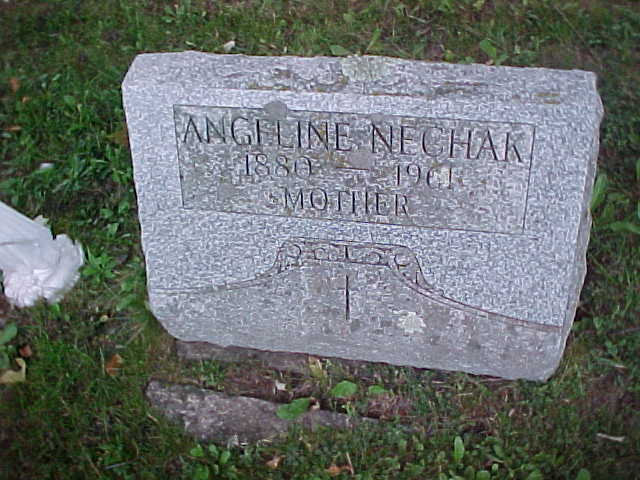 ANGELINE NECHAK
1880 — 1961
MOTHER